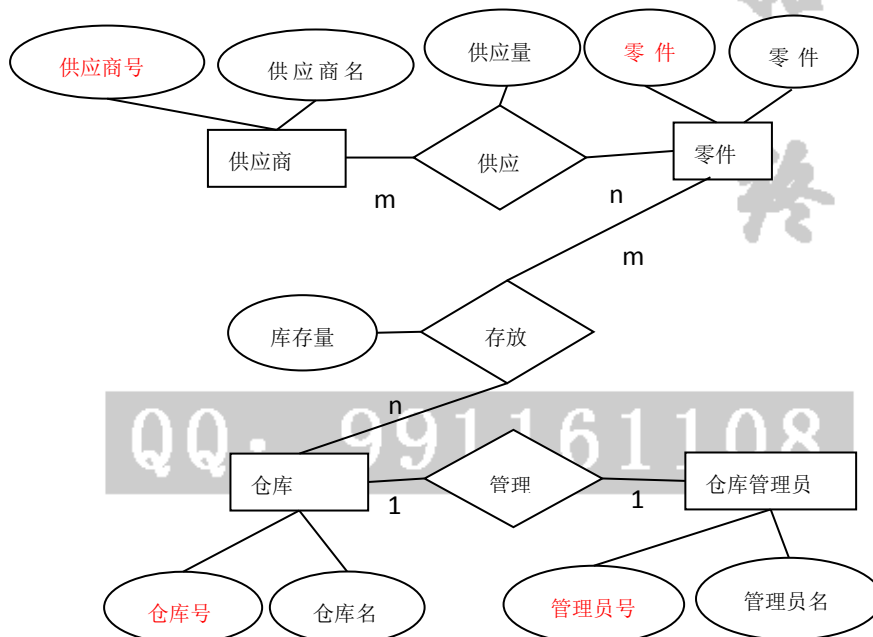 供应商号
供应商名
供应量
零 件
零 件
供应商
供应
零件
m
n
m
库存量
存放
n
QQ: 991161108
仓库
管理
仓库管理员
1
1
仓库号
仓库名
管理员号
管理员名